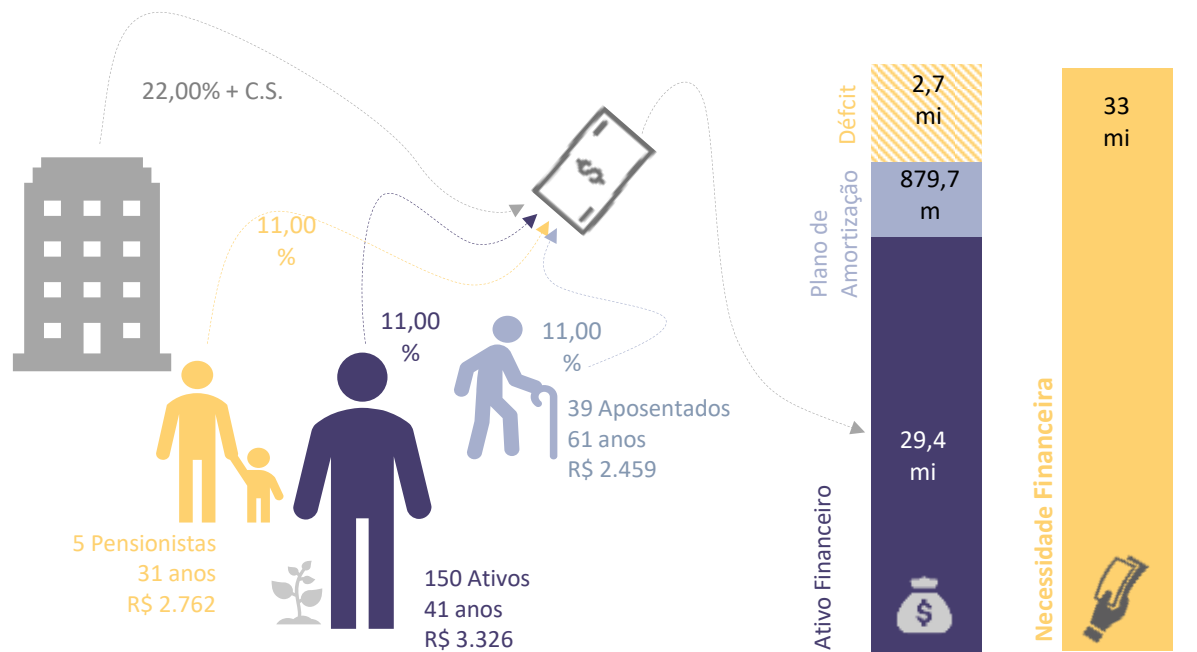 22,00% + C.S.
11,00
%
11,00
%
11,00
%
5 Pensionistas
31 anos
R$ 2.762
150 Ativos
41 anos
R$ 3.326
39 Aposentados
61 anos
R$ 2.459
$
Défcit
2,7
mi
Plano de
Amortização
879,7
m
Ativo Financeiro
29,4
mi
$
Necessidade Financeira
33
mi